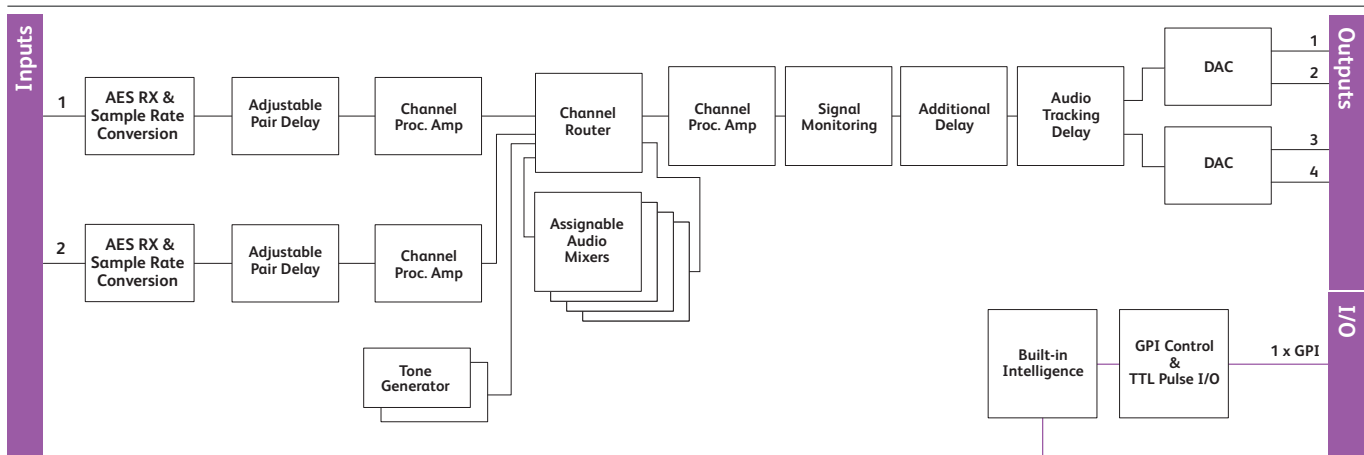 Inputs
1
AES RX &
Sample Rate
Conversion
Adjustable
Pair Delay
Channel
Proc. Amp
Channel
Router
Channel
Proc. Amp
Signal
Monitoring
Additional
Delay
Audio
Tracking
Delay
DAC
1
2
DAC
3
4
Outputs
2
AES RX &
Sample Rate
Conversion
Adjustable
Pair Delay
Channel
Proc. Amp
Assignable
Audio
Mixers
Tone
Generator
Built-in
Intelligence
GPI Control
&
TTL Pulse I/O
1 x GPI
I/O